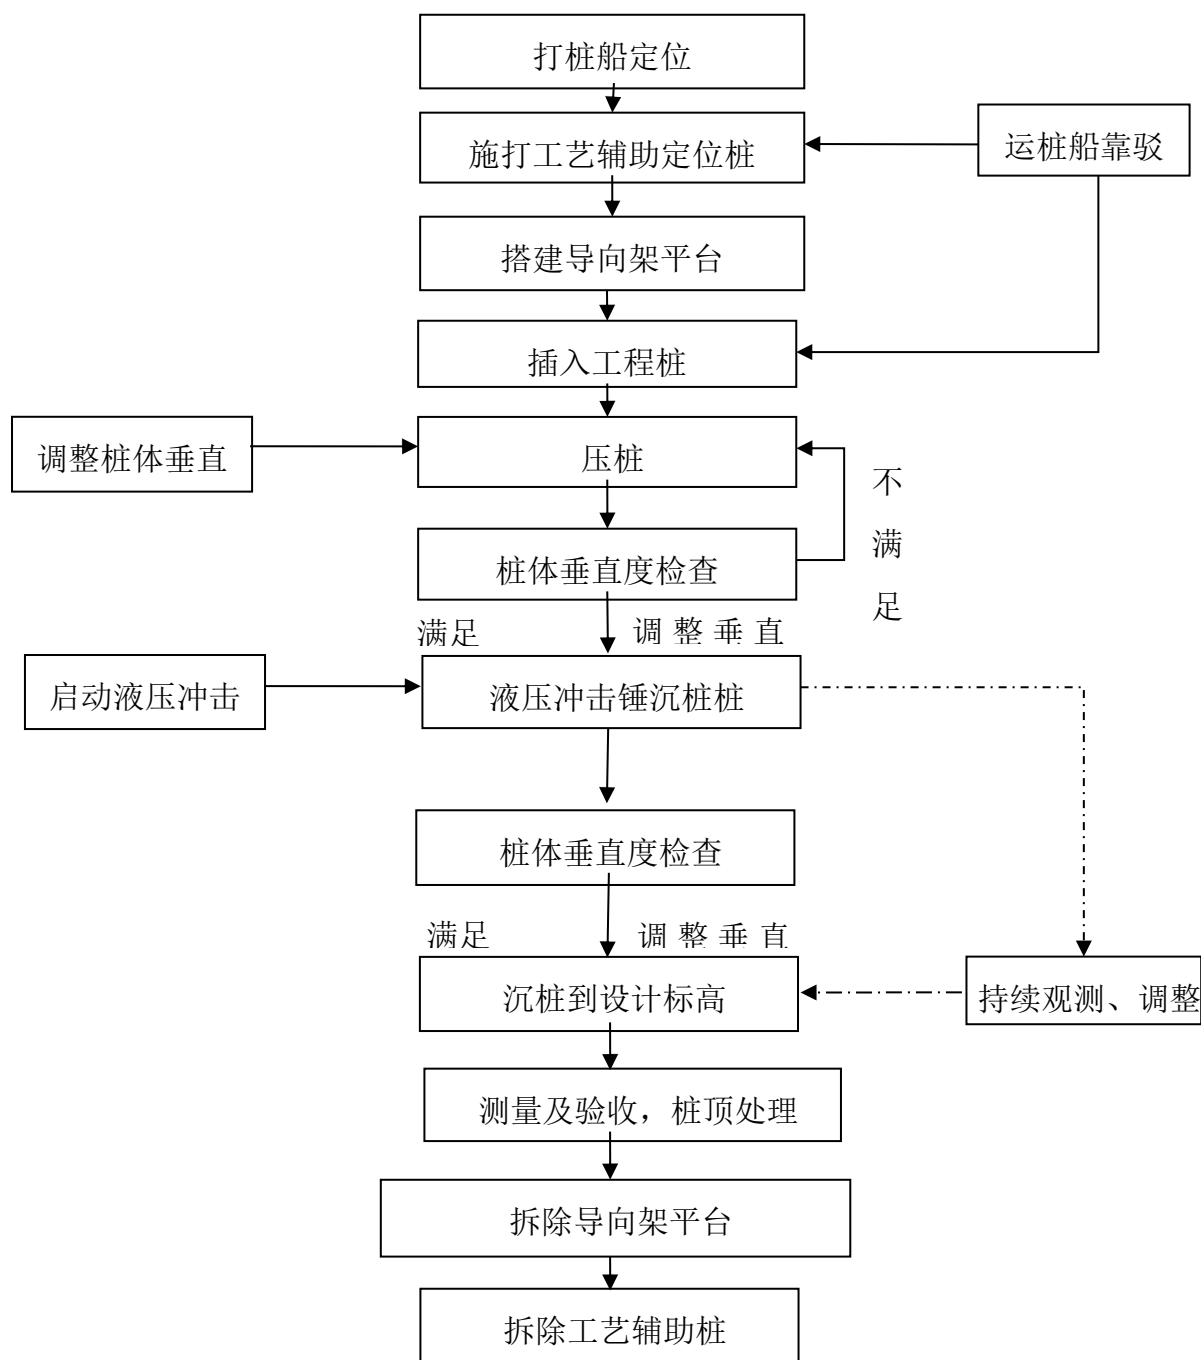 打桩船定位
施打工艺辅助定位桩
运桩船靠驳
搭建导向架平台
插入工程桩
调整桩体垂直
压桩
不
满
足
桩体垂直度检查
满足
调整垂直
启动液压冲击
液压冲击锤沉桩桩
桩体垂直度检查
满足
调整垂直
沉桩到设计标高
持续观测、调整
测量及验收，桩顶处理
拆除导向架平台
拆除工艺辅助桩